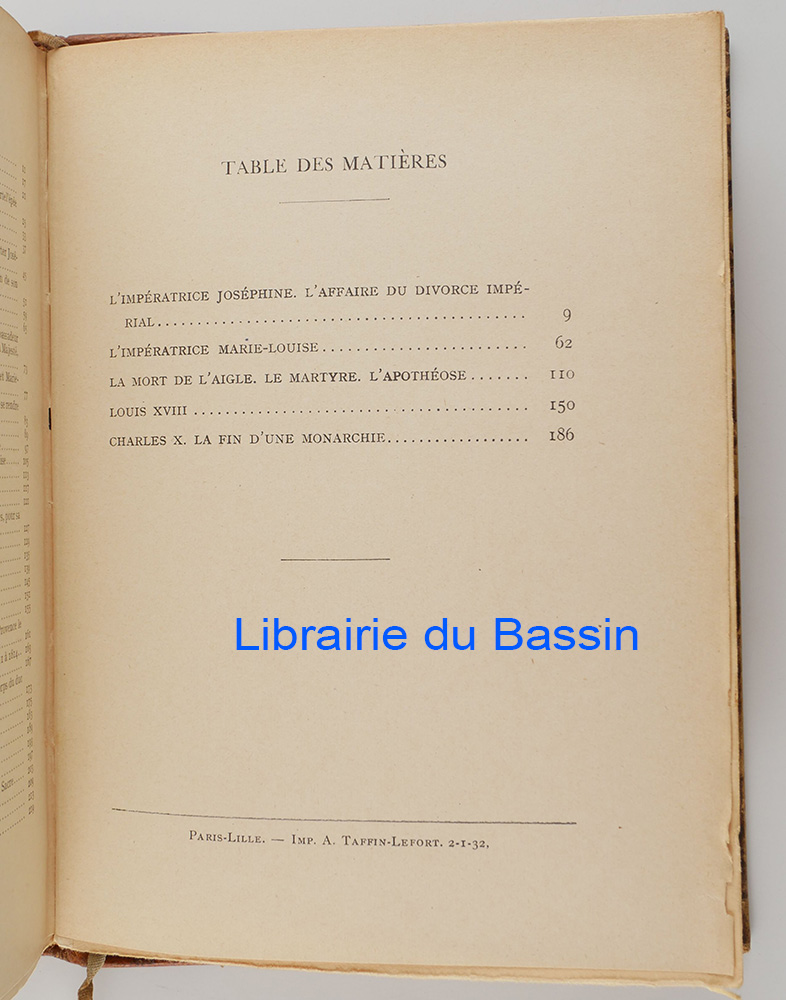 TABLE DES MATIÈRES
L'IMPÉRATRICE JOSÉPHINE. L'AFFAIRE DU DIVORCE IMPÉ-
RIAL............................................. 9
L'IMPÉRATRICE MARIE-LOUISE.......................... 62
LA MORT DE L'AIGLE. LE MARTYRE. L'APOTHÉOSE....... 110
LOUIS XVIII.......................................... 150
CHARLES X. LA FIN D'UNE MONARCHIE.................. 186
Librairie du Bassin
PARIS-LILLE. — IMP. A. TAFFIN-LEFORT. 2-1-32,